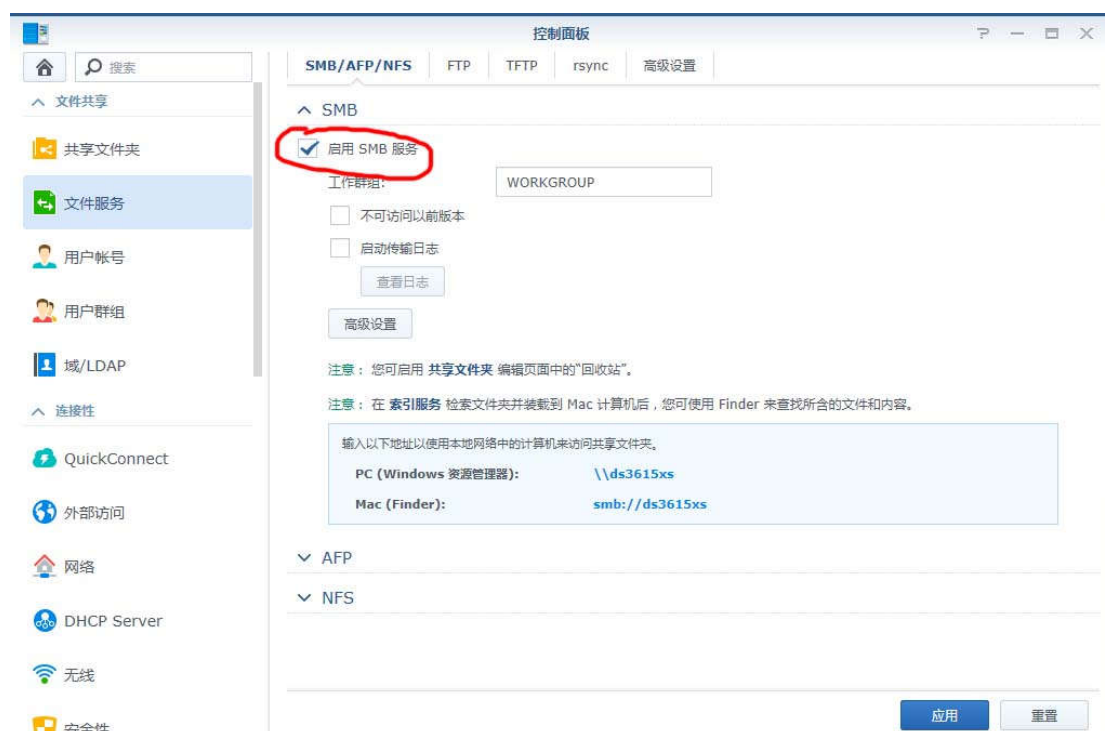 控制面板
搜索
文件共享
共享文件夹
文件服务
用户帐号
用户群组
域/LDAP
连接性
QuickConnect
外部访问
网络
DHCP Server
无线
安全性
SMB/AFP/NFS FTP TFTP rsync 高级设置
SMB
启用 SMB 服务
工作群组: WORKGROUP
不可访问以前版本
启动传输日志
查看日志
高级设置
注意： 您可启用 共享文件夹 编辑页面中的"回收站"。
注意： 在 索引服务 检索文件夹并装载到 Mac 计算机后，您可使用 Finder 来查找所含的文件和内容。
输入以下地址以使用本地网络中的计算机来访问共享文件夹。
PC (Windows 资源管理器): \\ds3615xs
Mac (Finder): smb://ds3615xs
AFP
NFS
应用 重置